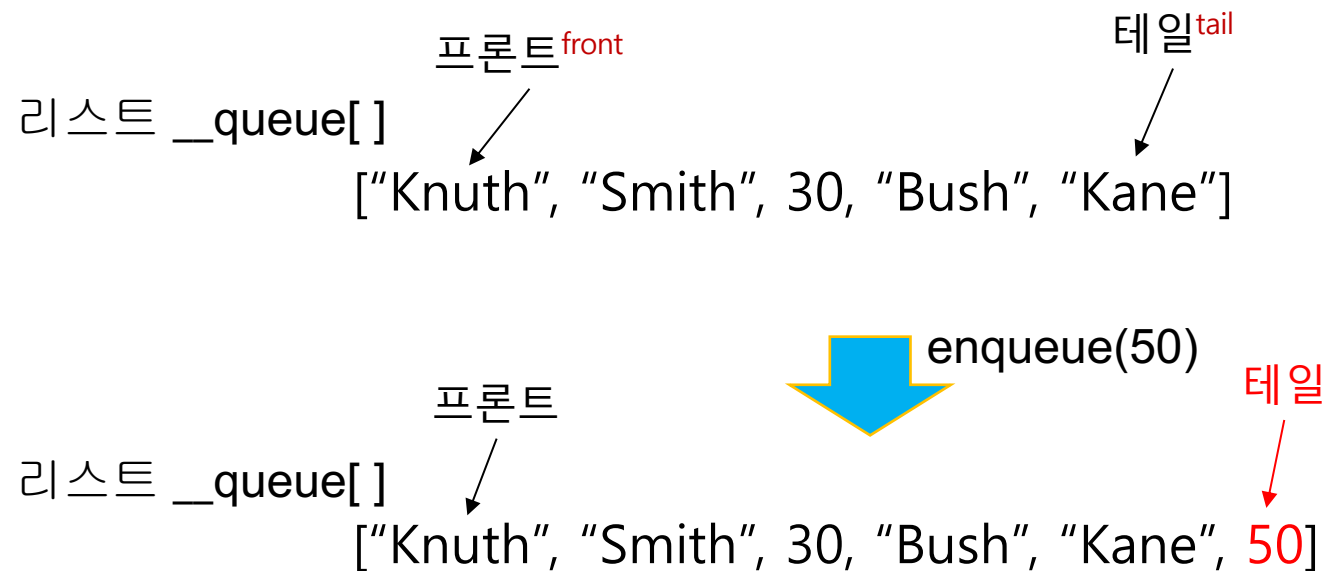 프론트front
테일tail
리스트 __queue[ ]
[“Knuth”, “Smith”, 30, “Bush”, “Kane”]
enqueue(50)
프론트
테일
리스트 __queue[ ]
[“Knuth”, “Smith”, 30, “Bush”, “Kane”, 50]